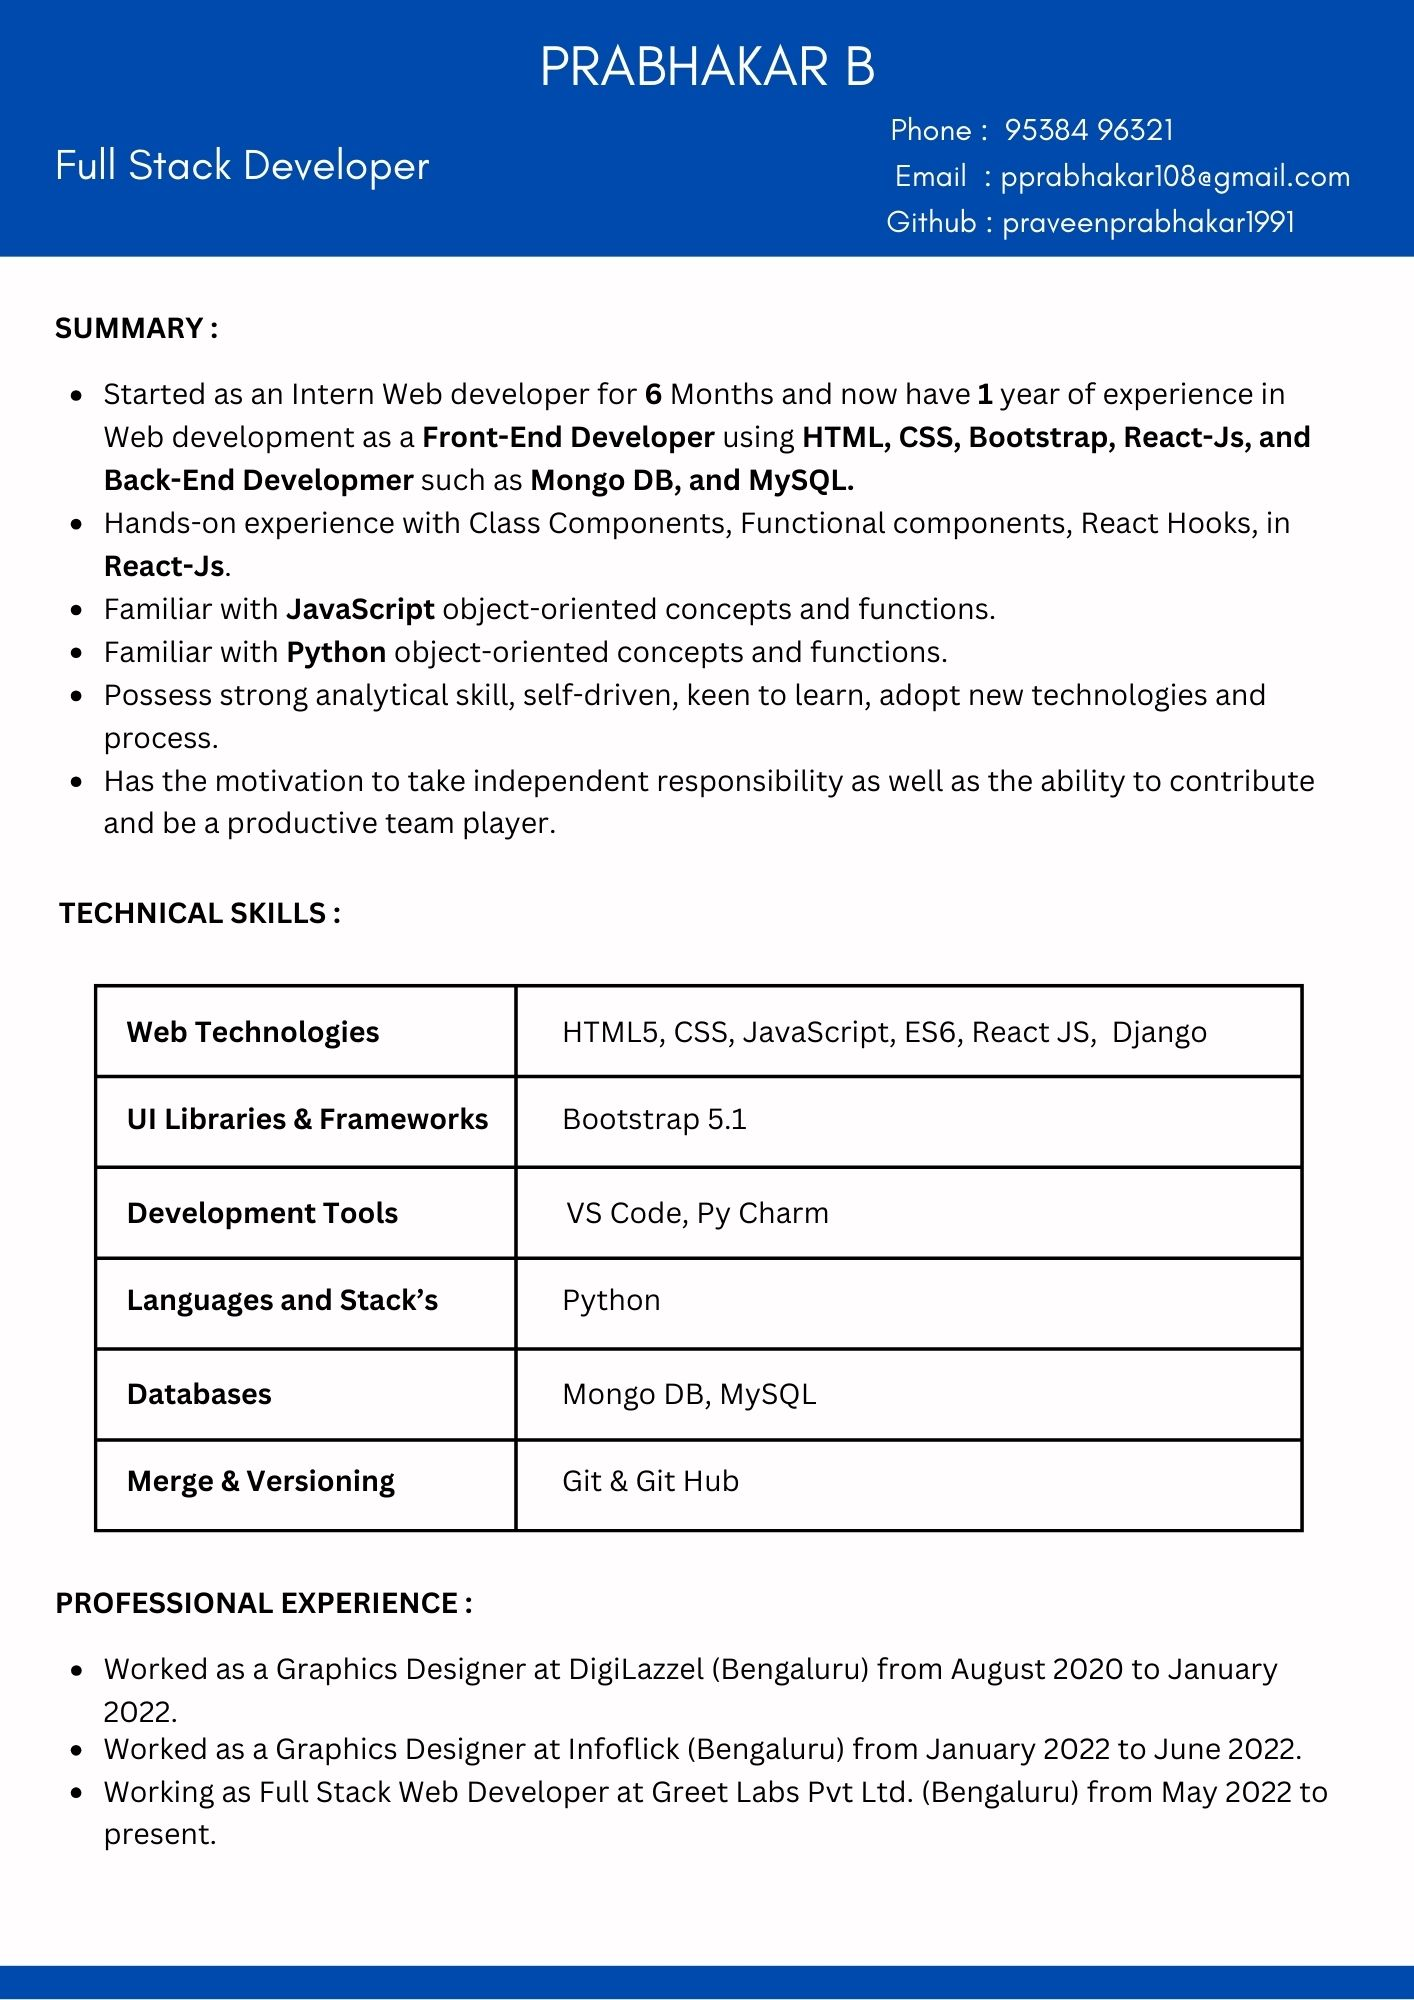 PRABHAKAR B
Full Stack Developer
Phone : 95384 96321
Email : pprabhakar108@gmail.com
Github : praveenprabhakar1991
SUMMARY :
• Started as an Intern Web developer for 6 Months and now have 1 year of experience in
Web development as a Front-End Developer using HTML, CSS, Bootstrap, React-Js, and
Back-End Developmer such as Mongo DB, and MySQL.
• Hands-on experience with Class Components, Functional components, React Hooks, in
React-Js.
• Familiar with JavaScript object-oriented concepts and functions.
• Familiar with Python object-oriented concepts and functions.
• Possess strong analytical skill, self-driven, keen to learn, adopt new technologies and
process.
• Has the motivation to take independent responsibility as well as the ability to contribute
and be a productive team player.
TECHNICAL SKILLS :
Web Technologies HTML5, CSS, JavaScript, ES6, React JS, Django
UI Libraries & Frameworks Bootstrap 5.1
Development Tools VS Code, Py Charm
Languages and Stack’s Python
Databases Mongo DB, MySQL
Merge & Versioning Git & Git Hub
PROFESSIONAL EXPERIENCE :
• Worked as a Graphics Designer at DigiLazzel (Bengaluru) from August 2020 to January
2022.
• Worked as a Graphics Designer at Infoflick (Bengaluru) from January 2022 to June 2022.
• Working as Full Stack Web Developer at Greet Labs Pvt Ltd. (Bengaluru) from May 2022 to
present.